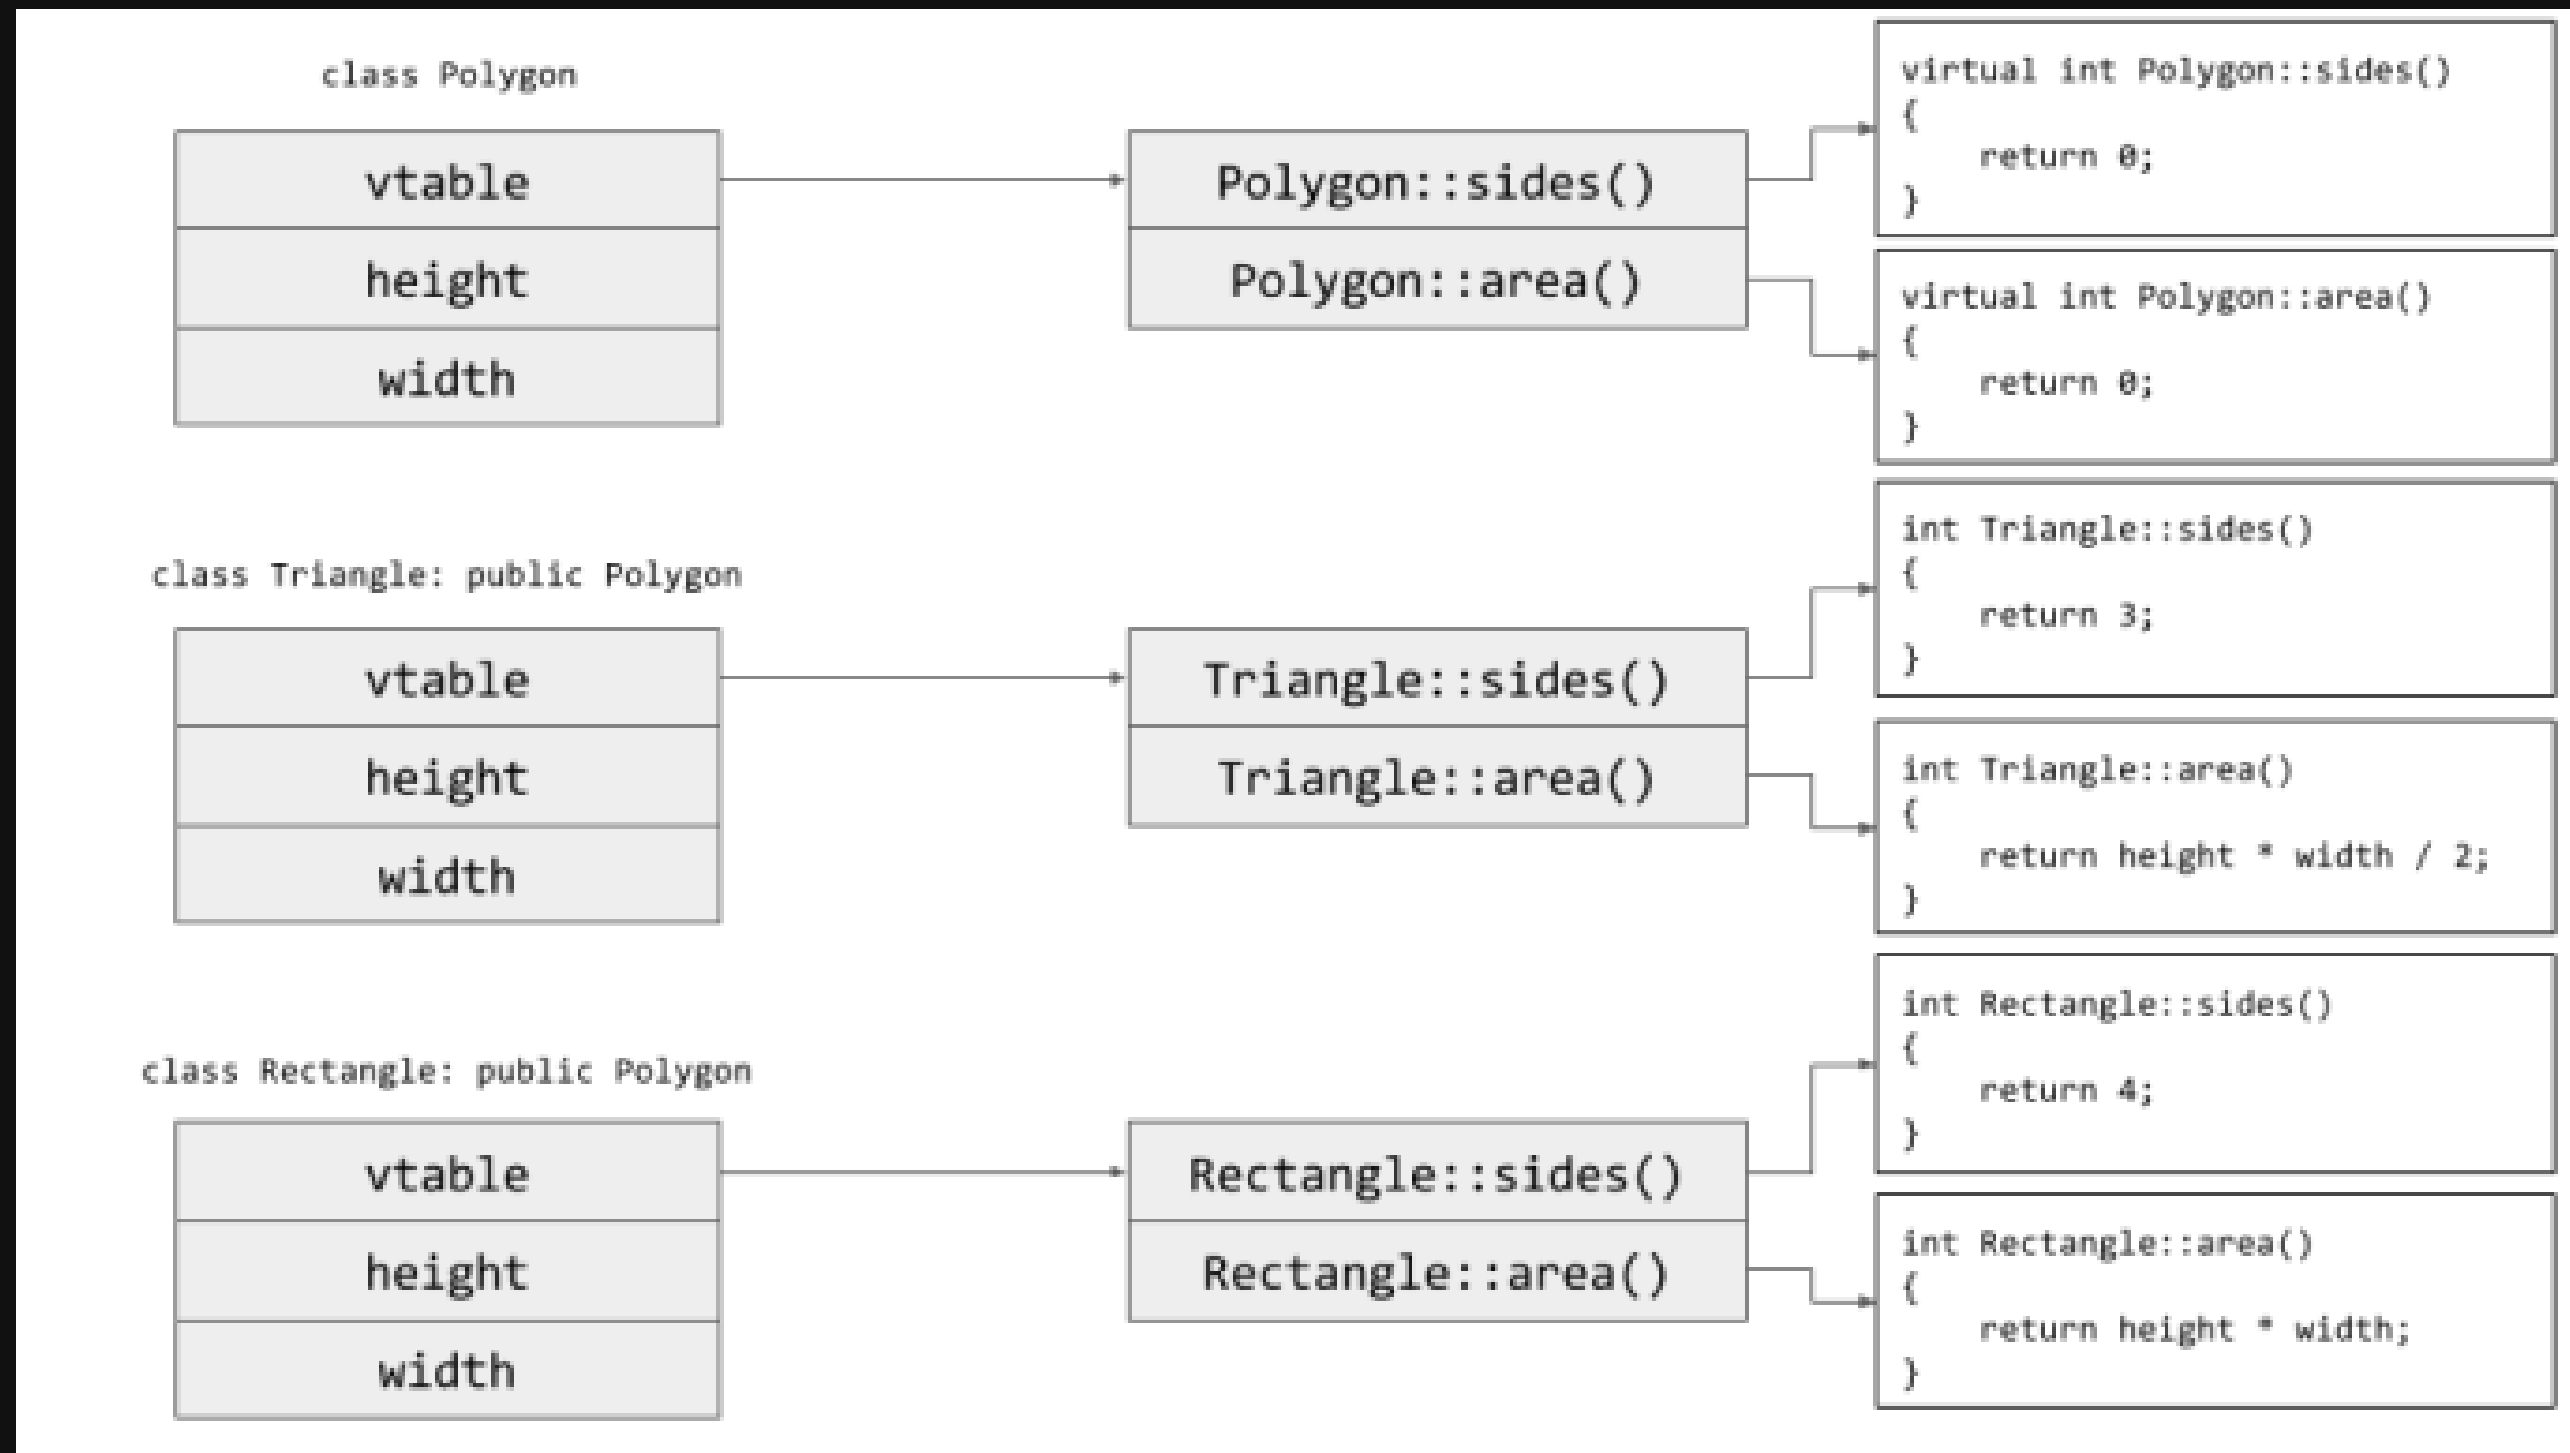 class Polygon
vtable
height
width
Polygon::sides()
Polygon::area()
virtual int Polygon::sides()
{
    return 0;
}
virtual int Polygon::area()
{
    return 0;
}
class Triangle: public Polygon
vtable
height
width
Triangle::sides()
Triangle::area()
int Triangle::sides()
{
    return 3;
}
int Triangle::area()
{
    return height * width / 2;
}
class Rectangle: public Polygon
vtable
height
width
Rectangle::sides()
Rectangle::area()
int Rectangle::sides()
{
    return 4;
}
int Rectangle::area()
{
    return height * width;
}